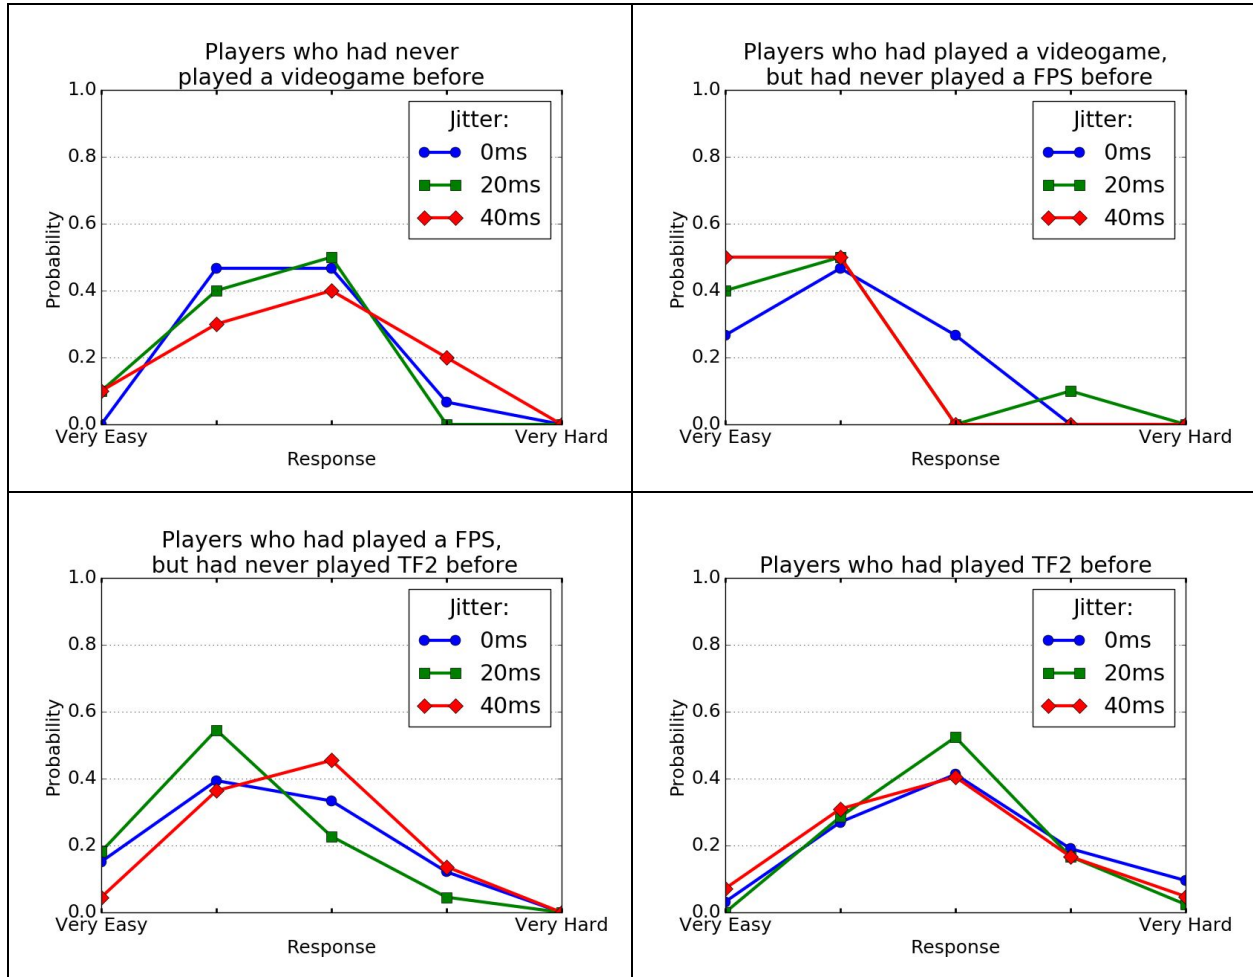 Players who had never
played a videogame before
1.0
0.8
0.6
0.4
0.2
0.0
Probability
Jitter:
0ms
20ms
40ms
Very Easy
Very Hard
Response
Players who had played a videogame,
but had never played a FPS before
1.0
0.8
0.6
0.4
0.2
0.0
Probability
Jitter:
0ms
20ms
40ms
Very Easy
Very Hard
Response
Players who had played a FPS,
but had never played TF2 before
1.0
0.8
0.6
0.4
0.2
0.0
Probability
Jitter:
0ms
20ms
40ms
Very Easy
Very Hard
Response
Players who had played TF2 before
1.0
0.8
0.6
0.4
0.2
0.0
Probability
Jitter:
0ms
20ms
40ms
Very Easy
Very Hard
Response